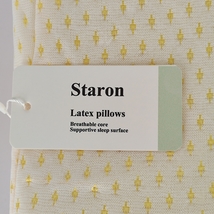 Staron
Latex pillows
Breathable core
Supportive sleep surface